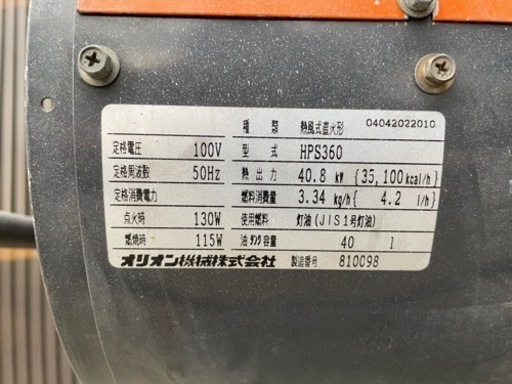 種類 熱風式直火形 04042022010
定格電圧 100V 型式 HPS360
定格周波数 50Hz 熱出力 40.8 kW {35,100kcal/h}
定格消費電力 燃料消費量 3.34 kg/h{ 4.2 l/h}
点火時 130W 使用燃料 灯油(JIS1号灯油)
燃焼時 115W 油タンク容量 40 l
オリオン機械株式会社 製造番号 810098